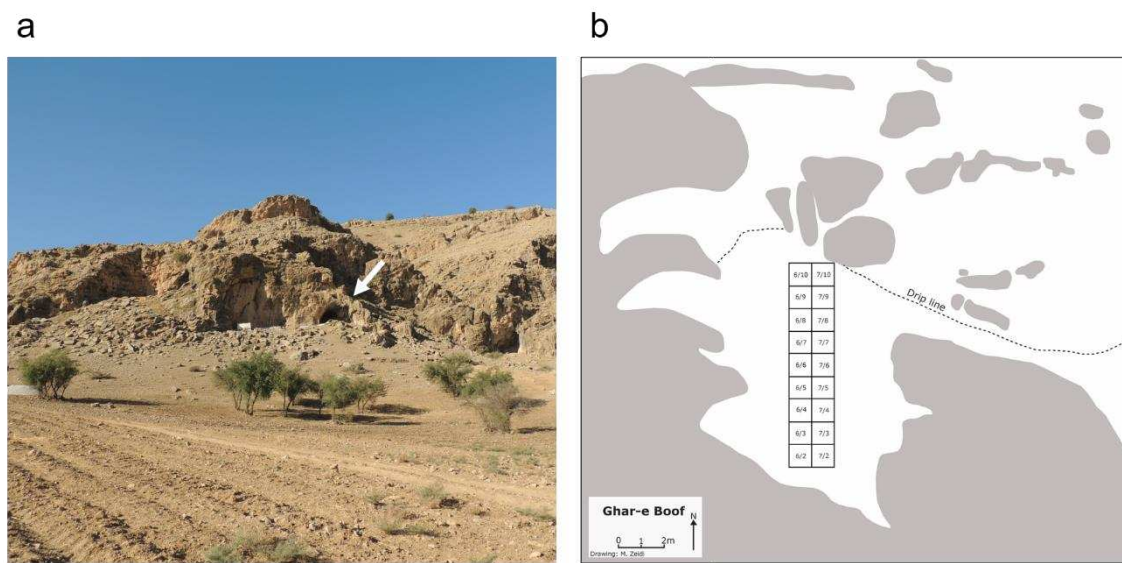 a
b
6/10 7/10
6/9 7/9
6/8 7/8
6/7 7/7
6/6 7/6
6/5 7/5
6/4 7/4
6/3 7/3
6/2 7/2
Drip line
Ghar-e Boof
N
0 1 2m
Drawing: M. Zeidi